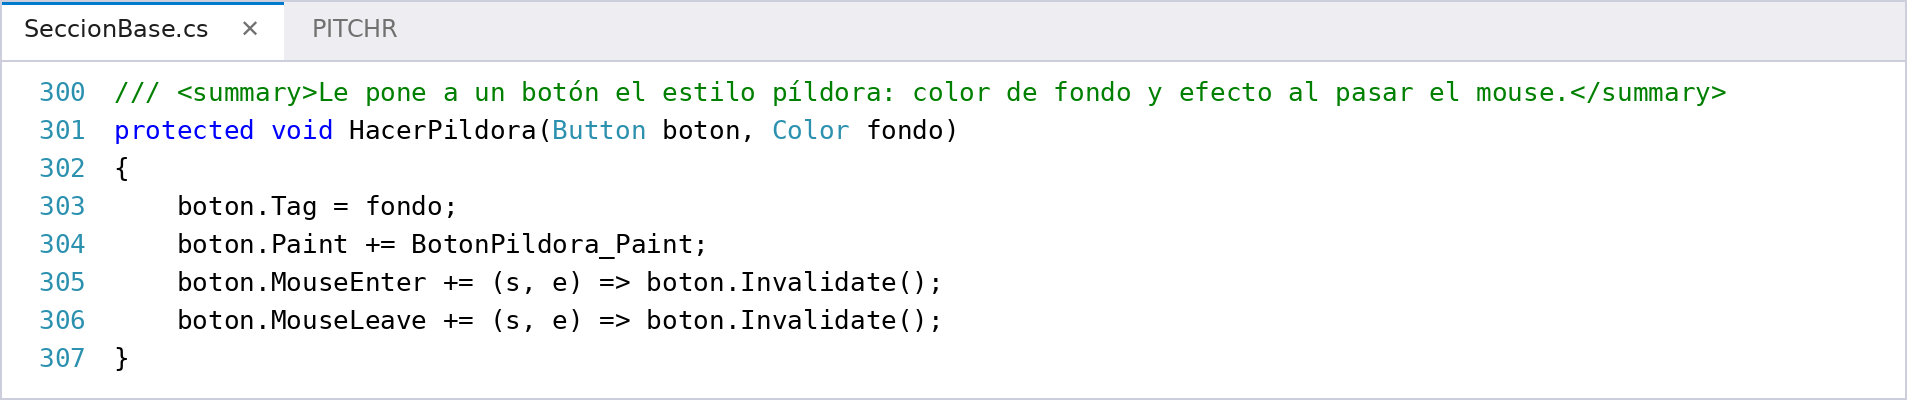 SeccionBase.cs ✕ PITCHR
300 /// <summary>Le pone a un botón el estilo píldora: color de fondo y efecto al pasar el mouse.</summary>
301 protected void HacerPildora(Button boton, Color fondo)
302 {
303     boton.Tag = fondo;
304     boton.Paint += BotonPildora_Paint;
305     boton.MouseEnter += (s, e) => boton.Invalidate();
306     boton.MouseLeave += (s, e) => boton.Invalidate();
307 }